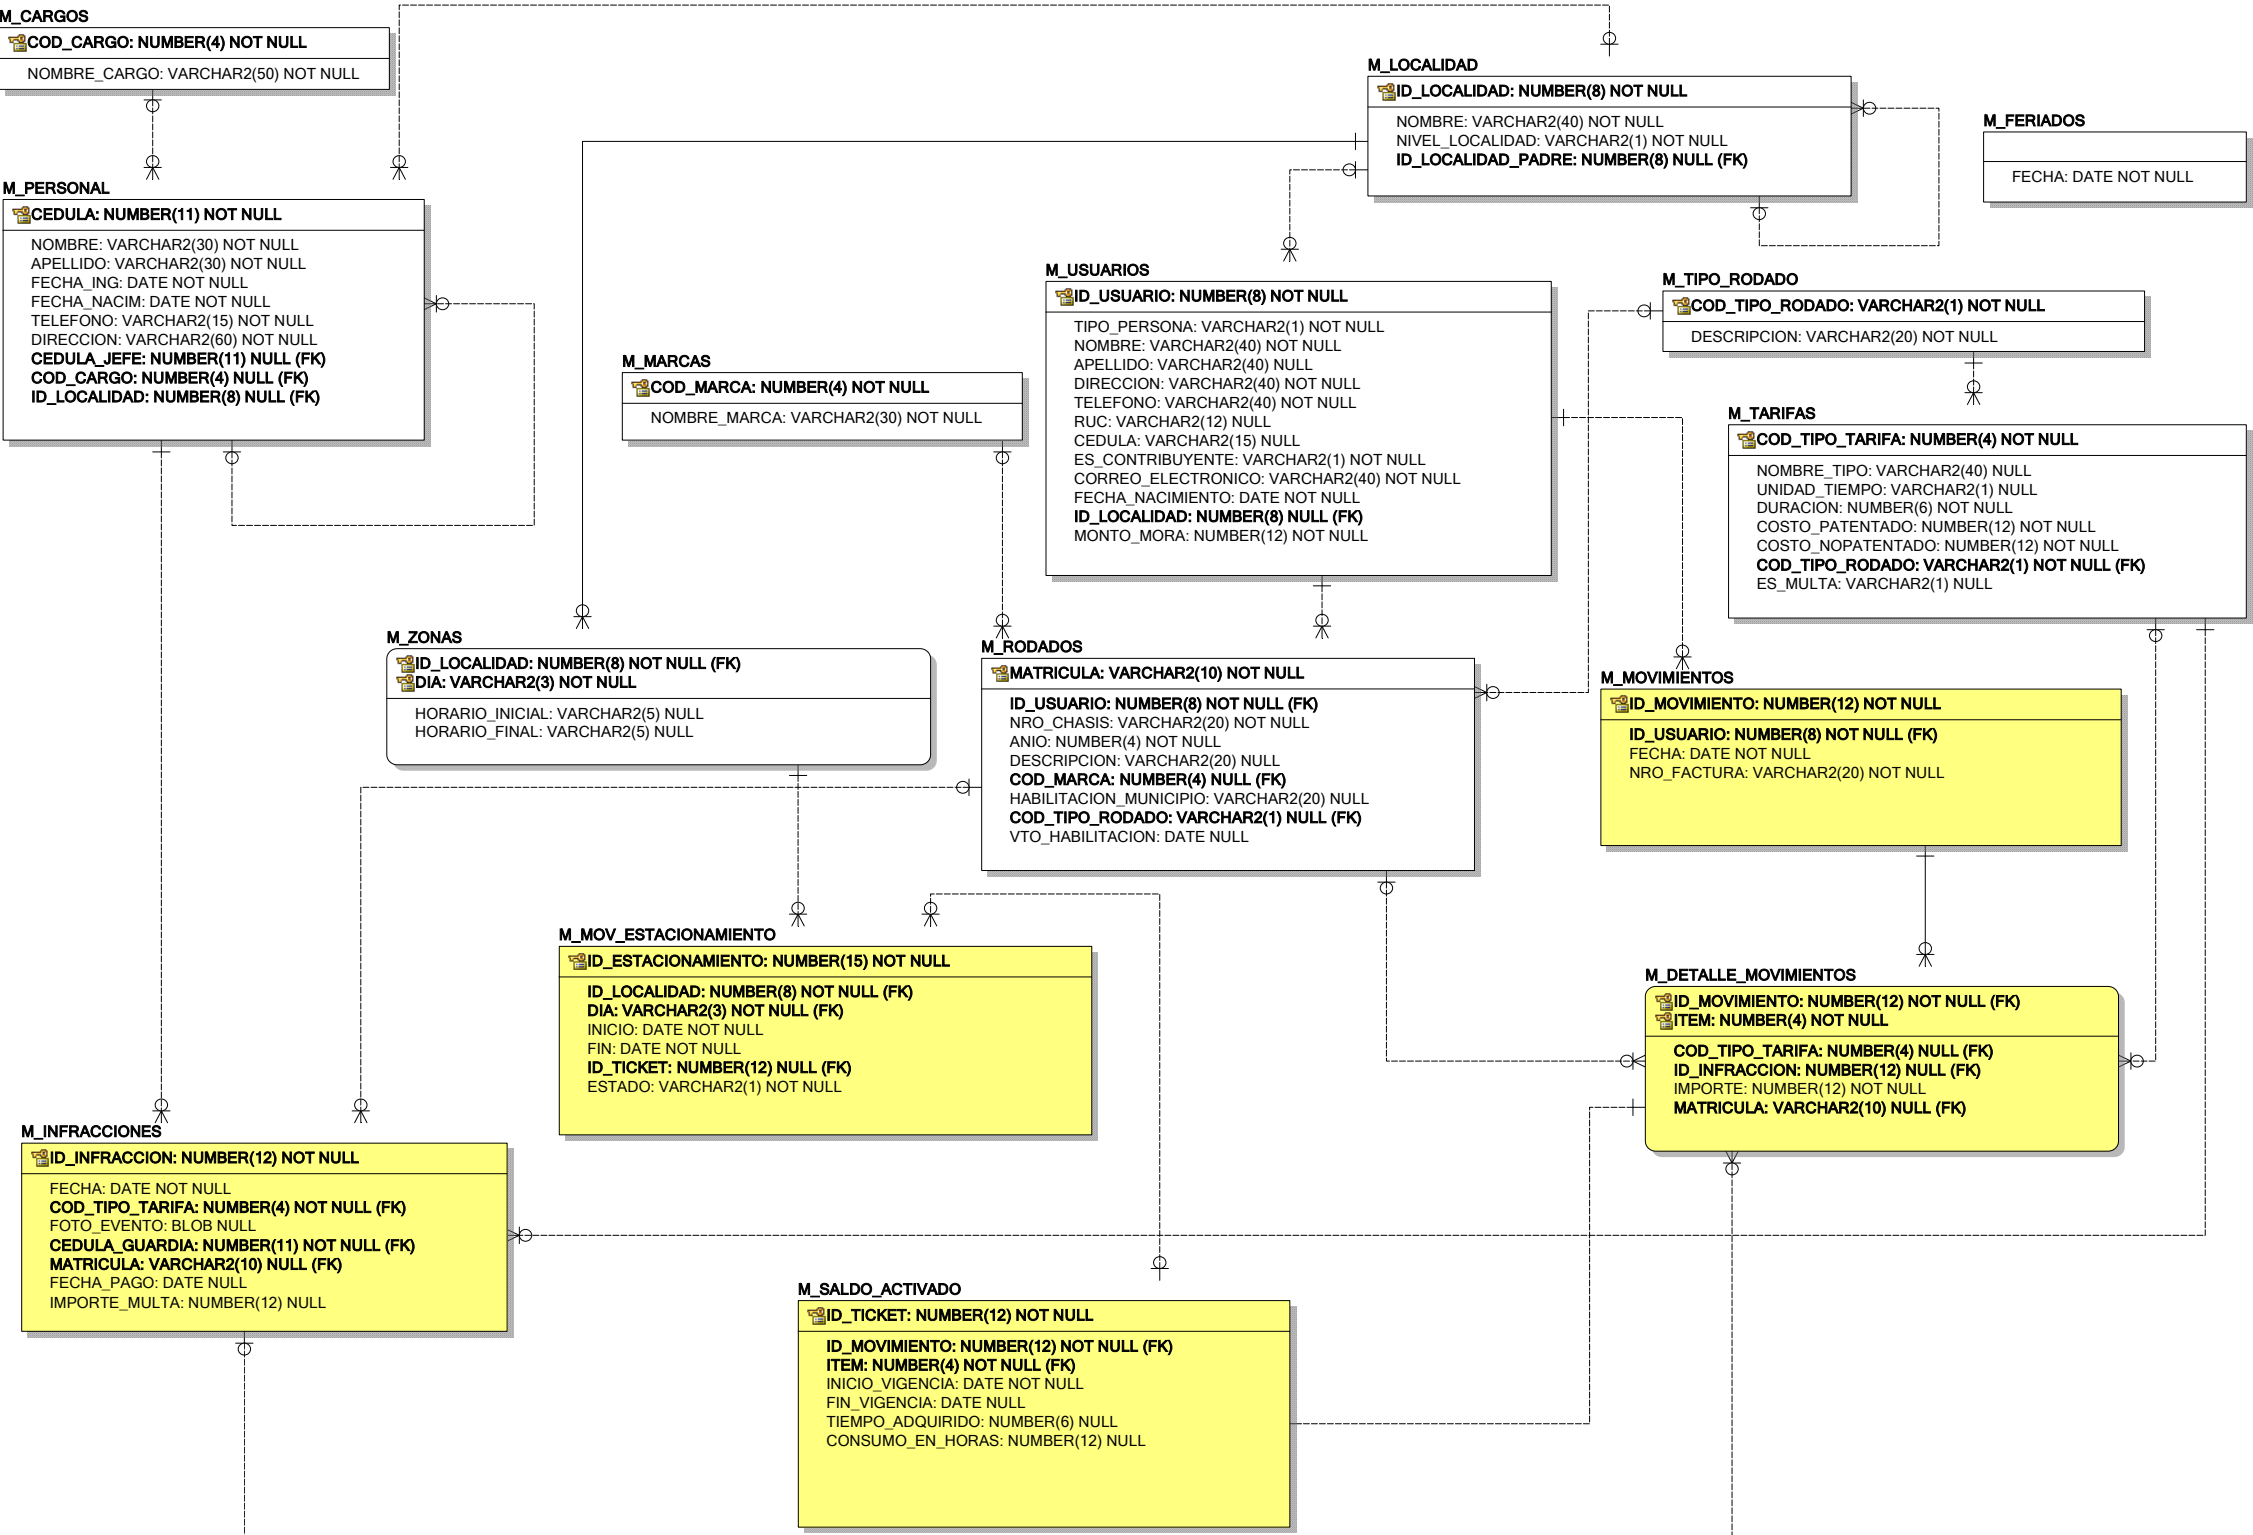 M_CARGOS
COD_CARGO: NUMBER(4) NOT NULL
NOMBRE_CARGO: VARCHAR2(50) NOT NULL
M_LOCALIDAD
ID_LOCALIDAD: NUMBER(8) NOT NULL
NOMBRE: VARCHAR2(40) NOT NULL
NIVEL_LOCALIDAD: VARCHAR2(1) NOT NULL
ID_LOCALIDAD_PADRE: NUMBER(8) NULL (FK)
M_FERIADOS
FECHA: DATE NOT NULL
M_PERSONAL
CEDULA: NUMBER(11) NOT NULL
NOMBRE: VARCHAR2(30) NOT NULL
APELLIDO: VARCHAR2(30) NOT NULL
FECHA_ING: DATE NOT NULL
FECHA_NACIM: DATE NOT NULL
TELEFONO: VARCHAR2(15) NOT NULL
DIRECCION: VARCHAR2(60) NOT NULL
CEDULA_JEFE: NUMBER(11) NULL (FK)
COD_CARGO: NUMBER(4) NULL (FK)
ID_LOCALIDAD: NUMBER(8) NULL (FK)
M_USUARIOS
ID_USUARIO: NUMBER(8) NOT NULL
TIPO_PERSONA: VARCHAR2(1) NOT NULL
NOMBRE: VARCHAR2(40) NOT NULL
APELLIDO: VARCHAR2(40) NULL
DIRECCION: VARCHAR2(40) NOT NULL
TELEFONO: VARCHAR2(40) NOT NULL
RUC: VARCHAR2(12) NULL
CEDULA: VARCHAR2(15) NULL
ES_CONTRIBUYENTE: VARCHAR2(1) NOT NULL
CORREO_ELECTRONICO: VARCHAR2(40) NOT NULL
FECHA_NACIMIENTO: DATE NOT NULL
ID_LOCALIDAD: NUMBER(8) NULL (FK)
MONTO_MORA: NUMBER(12) NOT NULL
M_TIPO_RODADO
COD_TIPO_RODADO: VARCHAR2(1) NOT NULL
DESCRIPCION: VARCHAR2(20) NOT NULL
M_MARCAS
COD_MARCA: NUMBER(4) NOT NULL
NOMBRE_MARCA: VARCHAR2(30) NOT NULL
M_TARIFAS
COD_TIPO_TARIFA: NUMBER(4) NOT NULL
NOMBRE_TIPO: VARCHAR2(40) NULL
UNIDAD_TIEMPO: VARCHAR2(1) NULL
DURACION: NUMBER(6) NOT NULL
COSTO_PATENTADO: NUMBER(12) NOT NULL
COSTO_NOPATENTADO: NUMBER(12) NOT NULL
COD_TIPO_RODADO: VARCHAR2(1) NOT NULL (FK)
ES_MULTA: VARCHAR2(1) NULL
M_ZONAS
ID_LOCALIDAD: NUMBER(8) NOT NULL (FK)
DIA: VARCHAR2(3) NOT NULL
HORARIO_INICIAL: VARCHAR2(5) NULL
HORARIO_FINAL: VARCHAR2(5) NULL
M_RODADOS
MATRICULA: VARCHAR2(10) NOT NULL
ID_USUARIO: NUMBER(8) NOT NULL (FK)
NRO_CHASIS: VARCHAR2(20) NOT NULL
ANIO: NUMBER(4) NOT NULL
DESCRIPCION: VARCHAR2(20) NULL
COD_MARCA: NUMBER(4) NULL (FK)
HABILITACION_MUNICIPIO: VARCHAR2(20) NULL
COD_TIPO_RODADO: VARCHAR2(1) NULL (FK)
VTO_HABILITACION: DATE NULL
M_MOVIMIENTOS
ID_MOVIMIENTO: NUMBER(12) NOT NULL
ID_USUARIO: NUMBER(8) NOT NULL (FK)
FECHA: DATE NOT NULL
NRO_FACTURA: VARCHAR2(20) NOT NULL
M_MOV_ESTACIONAMIENTO
ID_ESTACIONAMIENTO: NUMBER(15) NOT NULL
ID_LOCALIDAD: NUMBER(8) NOT NULL (FK)
DIA: VARCHAR2(3) NOT NULL (FK)
INICIO: DATE NOT NULL
FIN: DATE NOT NULL
ID_TICKET: NUMBER(12) NULL (FK)
ESTADO: VARCHAR2(1) NOT NULL
M_DETALLE_MOVIMIENTOS
ID_MOVIMIENTO: NUMBER(12) NOT NULL (FK)
ITEM: NUMBER(4) NOT NULL
COD_TIPO_TARIFA: NUMBER(4) NULL (FK)
ID_INFRACCION: NUMBER(12) NULL (FK)
IMPORTE: NUMBER(12) NOT NULL
MATRICULA: VARCHAR2(10) NULL (FK)
M_INFRACCIONES
ID_INFRACCION: NUMBER(12) NOT NULL
FECHA: DATE NOT NULL
COD_TIPO_TARIFA: NUMBER(4) NOT NULL (FK)
FOTO_EVENTO: BLOB NULL
CEDULA_GUARDIA: NUMBER(11) NOT NULL (FK)
MATRICULA: VARCHAR2(10) NULL (FK)
FECHA_PAGO: DATE NULL
IMPORTE_MULTA: NUMBER(12) NULL
M_SALDO_ACTIVADO
ID_TICKET: NUMBER(12) NOT NULL
ID_MOVIMIENTO: NUMBER(12) NOT NULL (FK)
ITEM: NUMBER(4) NOT NULL (FK)
INICIO_VIGENCIA: DATE NOT NULL
FIN_VIGENCIA: DATE NULL
TIEMPO_ADQUIRIDO: NUMBER(6) NULL
CONSUMO_EN_HORAS: NUMBER(12) NULL